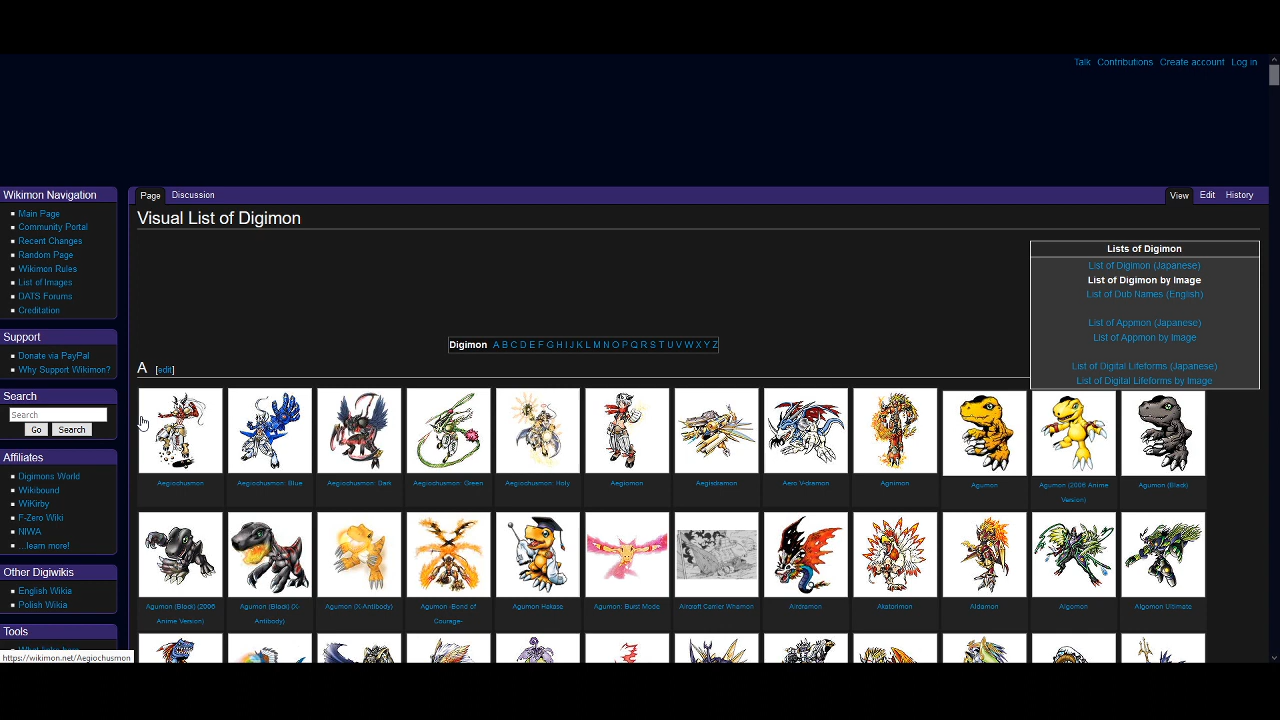 Talk Contributions Create account Log in
Wikimon Navigation
Main Page
Community Portal
Recent Changes
Random Page
Wikimon Rules
List of Images
DATS Forums
Creditation
Support
Donate via PayPal
Why Support Wikimon?
Search
Search
Go Search
Affiliates
Digimons World
Wikibound
WiKirby
F-Zero Wiki
NIWA
...learn more!
Other Digiwikis
English Wikia
Polish Wikia
Tools
https://wikimon.net/Aegiochusmon
Page Discussion View Edit History
Visual List of Digimon
Lists of Digimon
List of Digimon (Japanese)
List of Digimon by Image
List of Dub Names (English)
List of Appmon (Japanese)
List of Appmon by Image
List of Digital Lifeforms (Japanese)
List of Digital Lifeforms by Image
Digimon A B C D E F G H I J K L M N O P Q R S T U V W X Y Z
A [edit]
Aegiochusmon Aegiochusmon: Blue Aegiochusmon: Dark Aegiochusmon: Green Aegiochusmon: Holy Aegiomon Aegisdramon Aero V-dramon Agnimon Agumon Agumon (2006 Anime Agumon (Black)
Version)
Agumon (Black) (2006 Agumon (Black) (X- Agumon (X-Antibody) Agumon -Bond of Agumon Hakase Agumon: Burst Mode Aircraft Carrier Whamon Airdramon Akatorimon Aldamon Algomon Algomon Ultimate
Anime Version) Antibody) Courage-